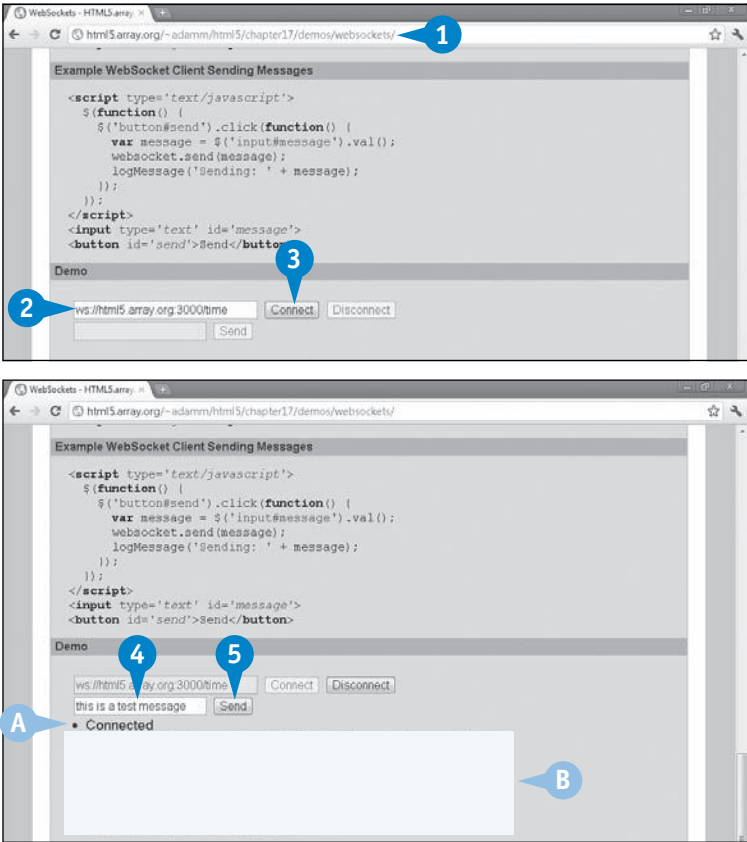 WebSockets - HTML5.array.
html5.array.org/~adamm/html5/chapter17/demos/websockets/
1
Example WebSocket Client Sending Messages
<script type='text/javascript'>
$(function() {
$('button#send').click(function() {
var message = $('input#message').val();
websocket.send(message);
logMessage('Sending: ' + message);
});
});
</script>
<input type='text' id='message'>
<button id='send'>Send</button>
3
Demo
2
ws://html5.array.org:3000/time Connect Disconnect
Send
WebSockets - HTML5.array.
html5.array.org/~adamm/html5/chapter17/demos/websockets/
Example WebSocket Client Sending Messages
<script type='text/javascript'>
$(function() {
$('button#send').click(function() {
var message = $('input#message').val();
websocket.send(message);
logMessage('Sending: ' + message);
});
});
</script>
<input type='text' id='message'>
<button id='send'>Send</button>
Demo
4 5
ws://html5.array.org:3000/time Connect Disconnect
this is a test message Send
A
• Connected
B